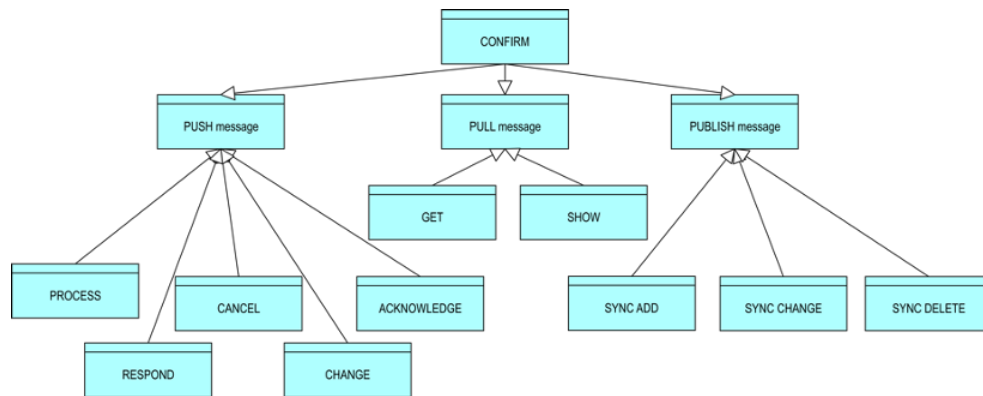 CONFIRM
PUSH message
PULL message
PUBLISH message
GET
SHOW
PROCESS
CANCEL
ACKNOWLEDGE
SYNC ADD
SYNC CHANGE
SYNC DELETE
RESPOND
CHANGE